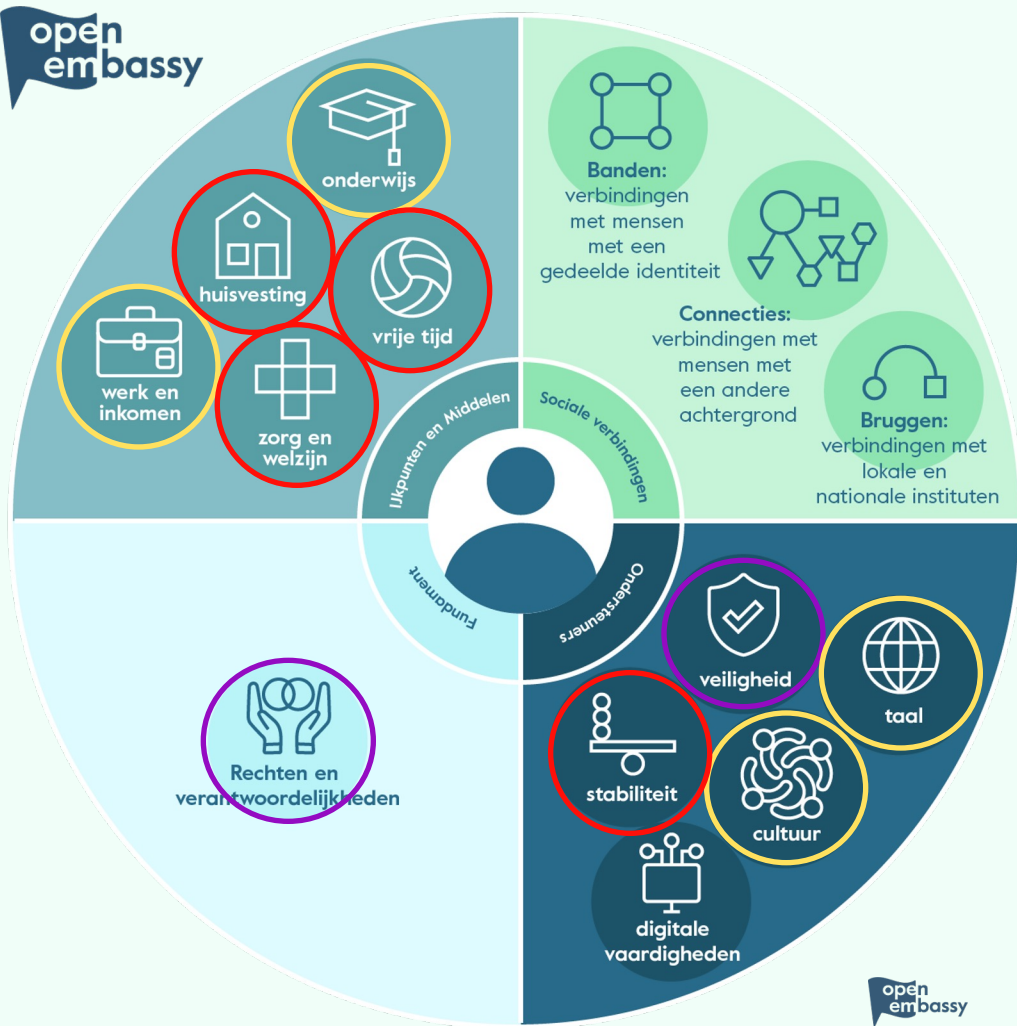 open
embassy
onderwijs
huisvesting
vrije tijd
werk en
inkomen
zorg en
welzijn
Banden:
verbindingen
met mensen
met een
gedeelde identiteit
Connecties:
verbindingen met
mensen met
een andere
achtergrond
Bruggen:
verbindingen met
lokale en
nationale instituten
IJkpunten en Middelen
Sociale verbindingen
Fundament
Ondersteuners
Rechten en
verantwoordelijkheden
veiligheid
taal
stabiliteit
cultuur
digitale
vaardigheden
open
embassy